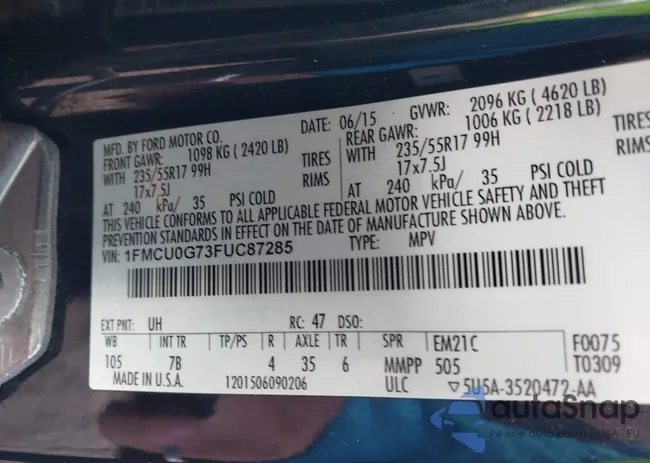 MFD. BY FORD MOTOR CO.
DATE: 06/15 GVWR: 2096 KG ( 4620 LB)
FRONT GAWR: 1098 KG ( 2420 LB)
REAR GAWR: 1006 KG ( 2218 LB)
WITH 235/55R17 99H TIRES
WITH 235/55R17 99H TIRES
17x7.5J RIMS
17x7.5J RIMS
AT 240 kPa/ 35 PSI COLD
AT 240 kPa/ 35 PSI COLD
THIS VEHICLE CONFORMS TO ALL APPLICABLE FEDERAL MOTOR VEHICLE SAFETY AND THEFT
PREVENTION STANDARDS IN EFFECT ON THE DATE OF MANUFACTURE SHOWN ABOVE.
VIN: 1FMCU0G73FUC87285 TYPE: MPV
EXT PNT: UH RC: 47 DSO:
WB INT TR TP/PS R AXLE TR SPR EM21C F0075
105 7B 4 35 6 MMPP 505 T0309
MADE IN U.S.A. 1201506090206 ULC ▽ 5U5A-3520472-AA
autoSnap
Pewne auto z duszy USA - EU